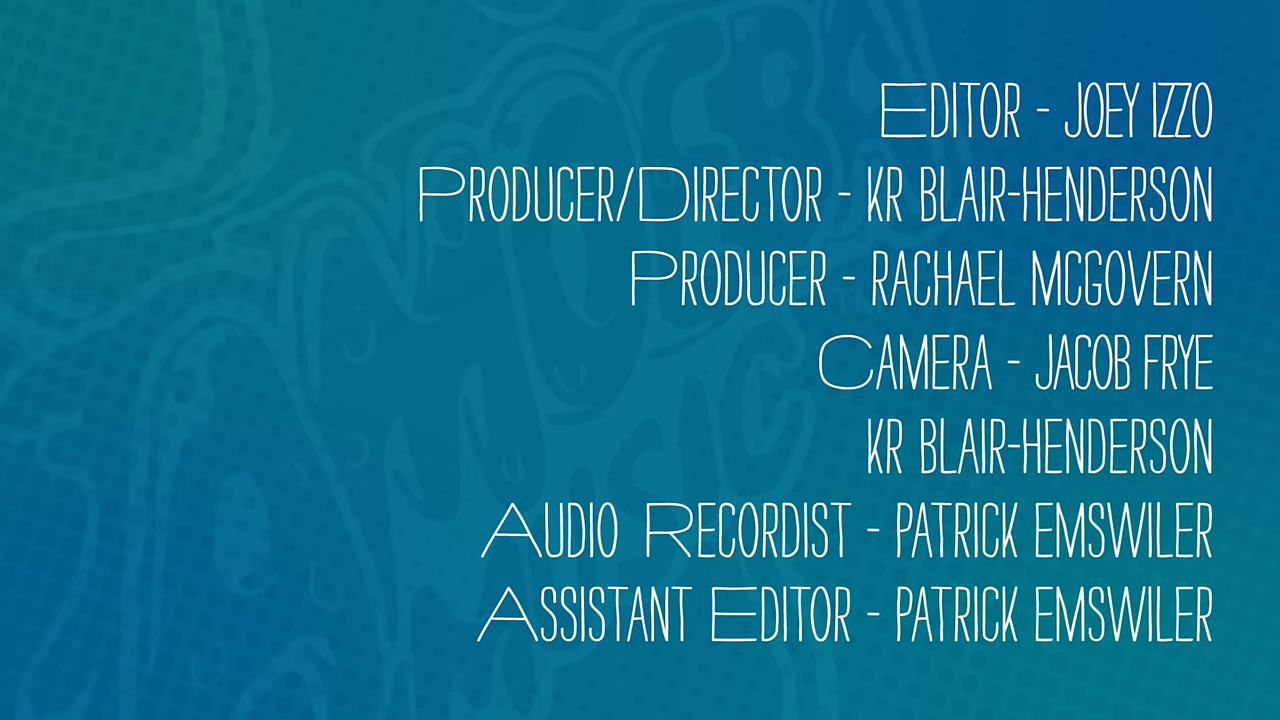 Editor - JOEY IZZO
Producer/Director - KR BLAIR-HENDERSON
Producer - RACHAEL MCGOVERN
Camera - JACOB FRYE
KR BLAIR-HENDERSON
Audio Recordist - PATRICK EMSWILER
Assistant Editor - PATRICK EMSWILER